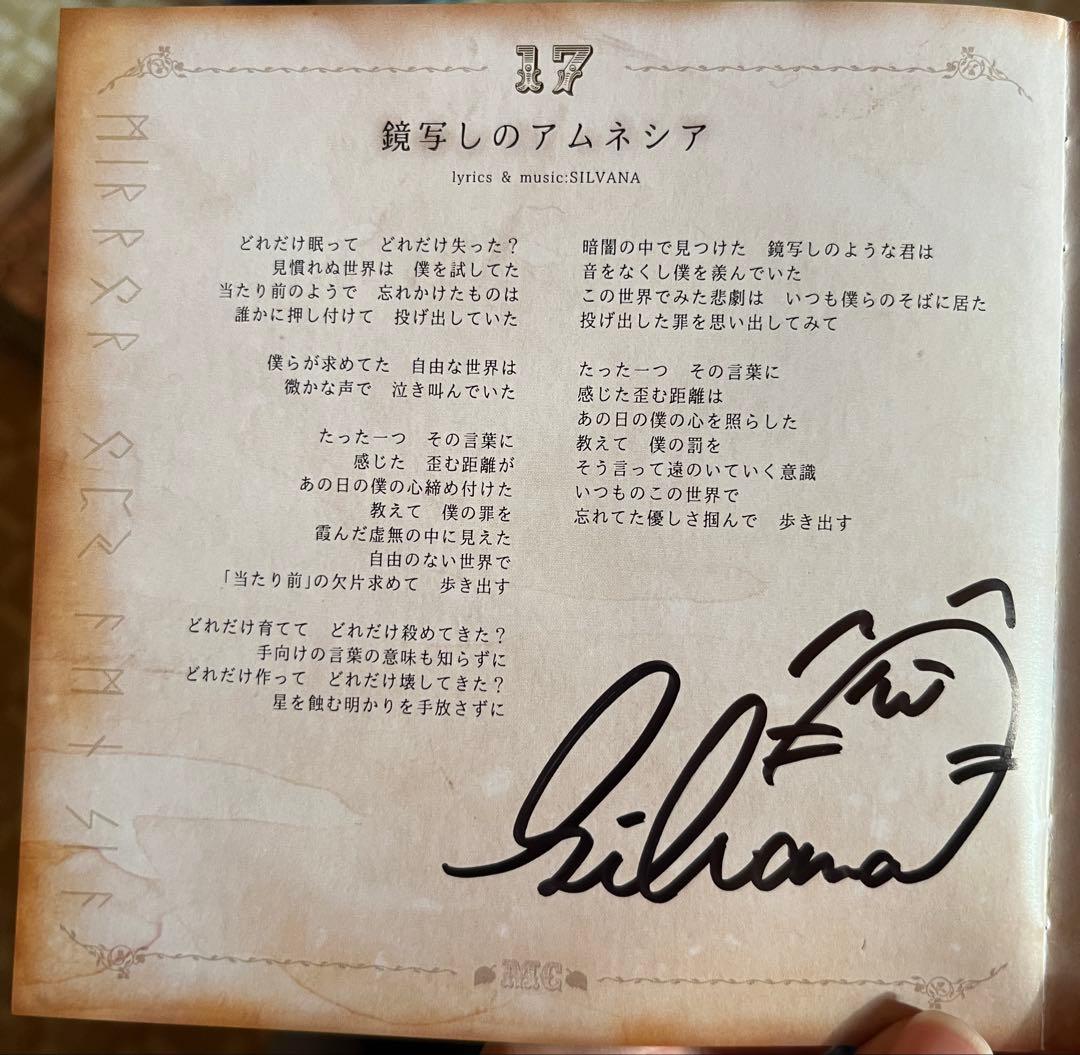 17
鏡写しのアムネシア
lyrics & music:SILVANA
どれだけ眠って　どれだけ失った？
見慣れぬ世界は　僕を試してた
当たり前のようで　忘れかけたものは
誰かに押し付けて　投げ出していた
僕らが求めてた　自由な世界は
微かな声で　泣き叫んでいた
たった一つ　その言葉に
感じた　歪む距離が
あの日の僕の心締め付けた
教えて　僕の罪を
霞んだ虚無の中に見えた
自由のない世界で
「当たり前」の欠片求めて　歩き出す
どれだけ育てて　どれだけ殺めてきた？
手向けの言葉の意味も知らずに
どれだけ作って　どれだけ壊してきた？
星を蝕む明かりを手放さずに
暗闇の中で見つけた　鏡写しのような君は
音をなくし僕を羨んでいた
この世界でみた悲劇は　いつも僕らのそばに居た
投げ出した罪を思い出してみて
たった一つ　その言葉に
感じた歪む距離は
あの日の僕の心を照らした
教えて　僕の罰を
そう言って遠のいていく意識
いつものこの世界で
忘れてた優しさ掴んで　歩き出す
Silvana